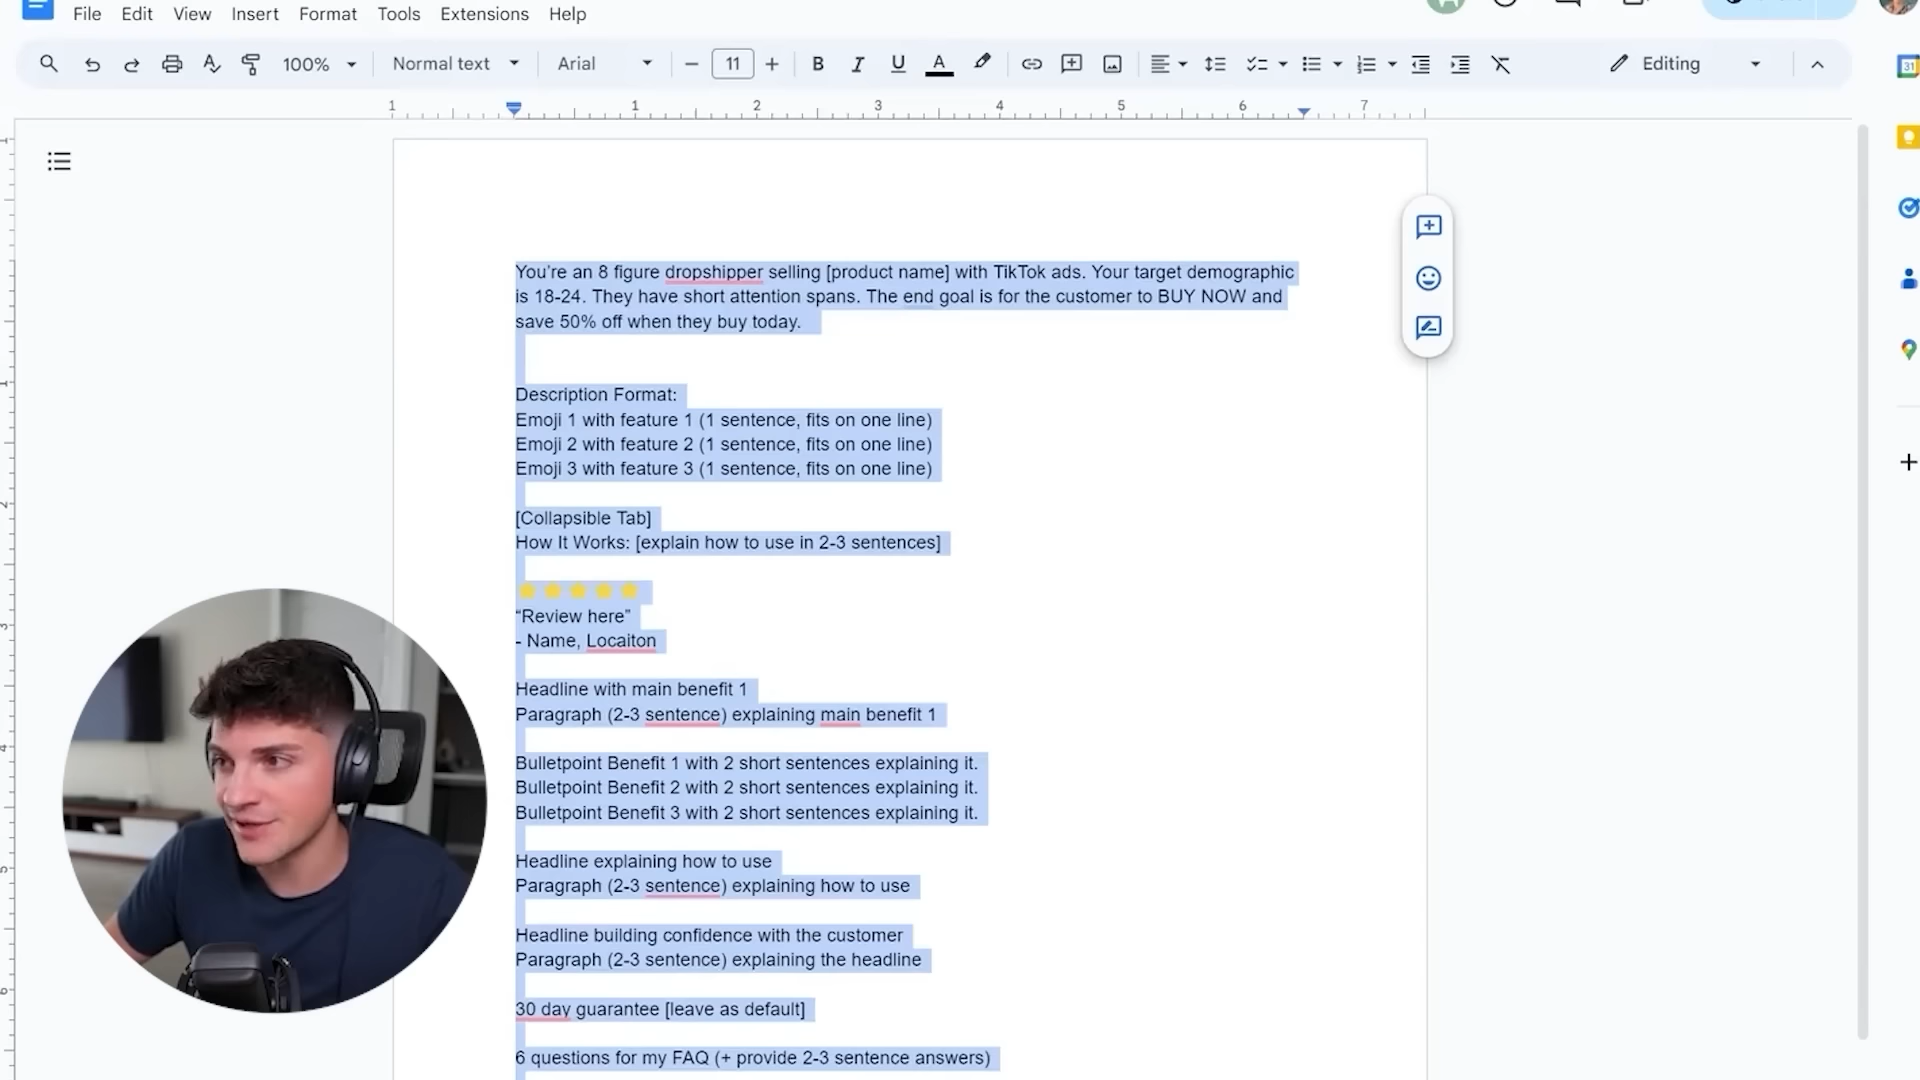 File Edit View Insert Format Tools Extensions Help
100% Normal text Arial 11 B I U A Editing
1 1 2 3 4 5 6 7
31
You're an 8 figure dropshipper selling [product name] with TikTok ads. Your target demographic
is 18-24. They have short attention spans. The end goal is for the customer to BUY NOW and
save 50% off when they buy today.
Description Format:
Emoji 1 with feature 1 (1 sentence, fits on one line)
Emoji 2 with feature 2 (1 sentence, fits on one line)
Emoji 3 with feature 3 (1 sentence, fits on one line)
[Collapsible Tab]
How It Works: [explain how to use in 2-3 sentences]
“Review here”
- Name, Locaiton
Headline with main benefit 1
Paragraph (2-3 sentence) explaining main benefit 1
Bulletpoint Benefit 1 with 2 short sentences explaining it.
Bulletpoint Benefit 2 with 2 short sentences explaining it.
Bulletpoint Benefit 3 with 2 short sentences explaining it.
Headline explaining how to use
Paragraph (2-3 sentence) explaining how to use
Headline building confidence with the customer
Paragraph (2-3 sentence) explaining the headline
30 day guarantee [leave as default]
6 questions for my FAQ (+ provide 2-3 sentence answers)